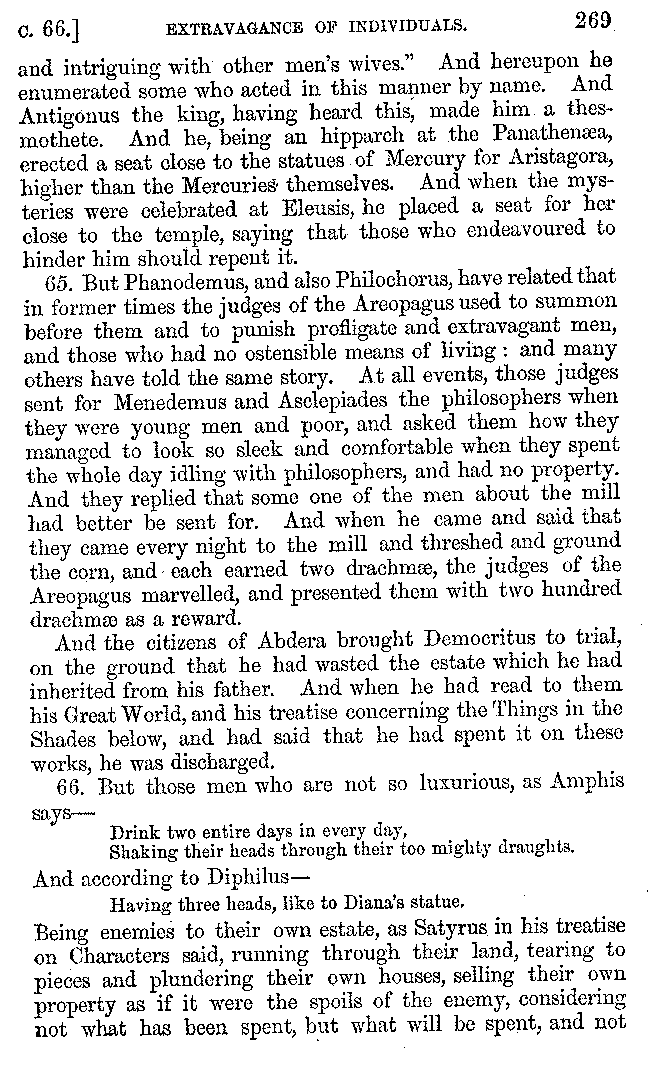 C. 66.] EXTRAVAGANCE OF INDIVIDUALS. 269
and intriguing with other men's wives." And hereupon he
enumerated some who acted in this manner by name. And
Antigonus the king, having heard this, made him a thes-
mothete. And he, being an hipparch at the Panathenæa,
erected a seat close to the statues of Mercury for Aristagora,
higher than the Mercuries themselves. And when the mys-
teries were celebrated at Eleusis, he placed a seat for her
close to the temple, saying that those who endeavoured to
hinder him should repent it.
65. But Phanodemus, and also Philochorus, have related that
in former times the judges of the Areopagus used to summon
before them and to punish profligate and extravagant men,
and those who had no ostensible means of living : and many
others have told the same story. At all events, those judges
sent for Menedemus and Asclepiades the philosophers when
they were young men and poor, and asked them how they
managed to look so sleek and comfortable when they spent
the whole day idling with philosophers, and had no property.
And they replied that some one of the men about the mill
had better be sent for. And when he came and said that
they came every night to the mill and threshed and ground
the corn, and each earned two drachmæ, the judges of the
Areopagus marvelled, and presented them with two hundred
drachmæ as a reward.
And the citizens of Abdera brought Democritus to trial,
on the ground that he had wasted the estate which he had
inherited from his father. And when he had read to them
his Great World, and his treatise concerning the Things in the
Shades below, and had said that he had spent it on these
works, he was discharged.
66. But those men who are not so luxurious, as Amphis
says—
Drink two entire days in every day,
Shaking their heads through their too mighty draughts.
And according to Diphilus—
Having three heads, like to Diana's statue.
Being enemies to their own estate, as Satyrus in his treatise
on Characters said, running through their land, tearing to
pieces and plundering their own houses, selling their own
property as if it were the spoils of the enemy, considering
not what has been spent, but what will be spent, and not